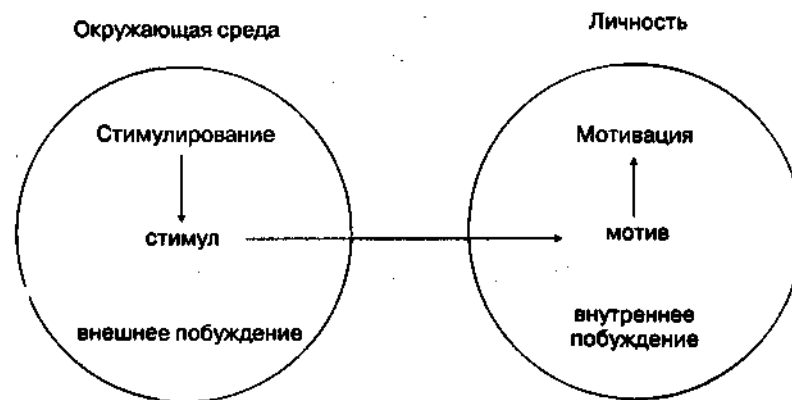 Окружающая среда
Личность
Стимулирование
Мотивация
стимул
мотив
внешнее побуждение
внутреннее
побуждение